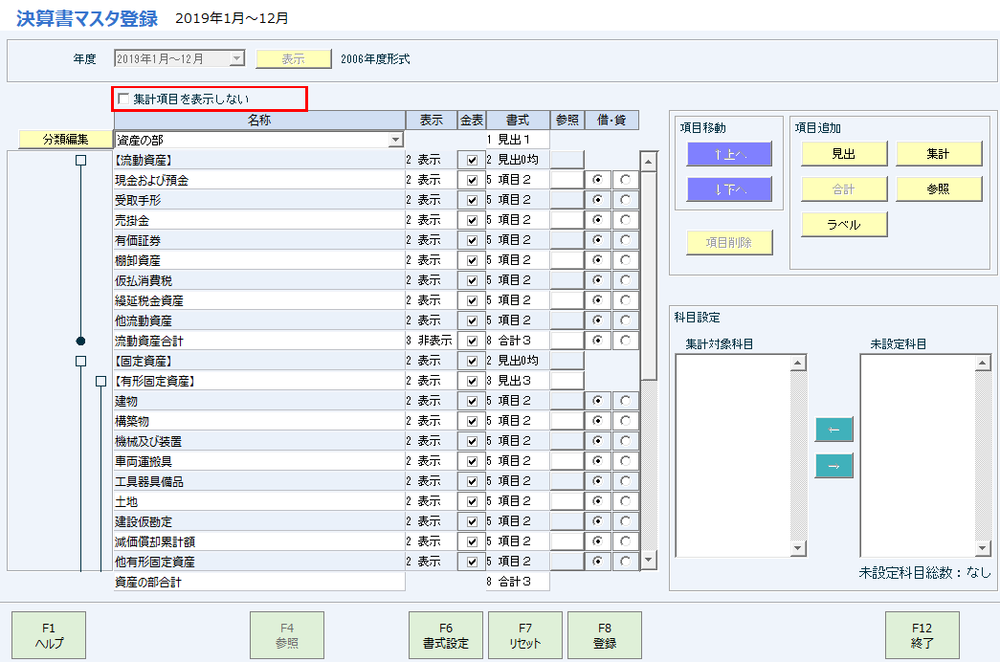 決算書マスタ登録 2019年1月～12月
年度 2019年1月～12月 表示 2006年度形式
集計項目を表示しない
名称 表示 金表 書式 参照 借・貸
分類編集 資産の部 1 見出1
【流動資産】 2 表示 2 見出0均
現金および預金 2 表示 5 項目2
受取手形 2 表示 5 項目2
売掛金 2 表示 5 項目2
有価証券 2 表示 5 項目2
棚卸資産 2 表示 5 項目2
仮払消費税 2 表示 5 項目2
繰延税金資産 2 表示 5 項目2
他流動資産 2 表示 5 項目2
流動資産合計 3 非表示 8 合計3
【固定資産】 2 表示 2 見出0均
【有形固定資産】 2 表示 3 見出3
建物 2 表示 5 項目2
構築物 2 表示 5 項目2
機械及び装置 2 表示 5 項目2
車両運搬具 2 表示 5 項目2
工具器具備品 2 表示 5 項目2
土地 2 表示 5 項目2
建設仮勘定 2 表示 5 項目2
減価償却累計額 2 表示 5 項目2
他有形固定資産 2 表示 5 項目2
資産の部合計 8 合計3
項目移動
↑上へ
↓下へ
項目削除
項目追加
見出 集計
合計 参照
ラベル
科目設定
集計対象科目 未設定科目
←
→
未設定科目総数：なし
F1
ヘルプ
F4
参照
F6
書式設定
F7
リセット
F8
登録
F12
終了